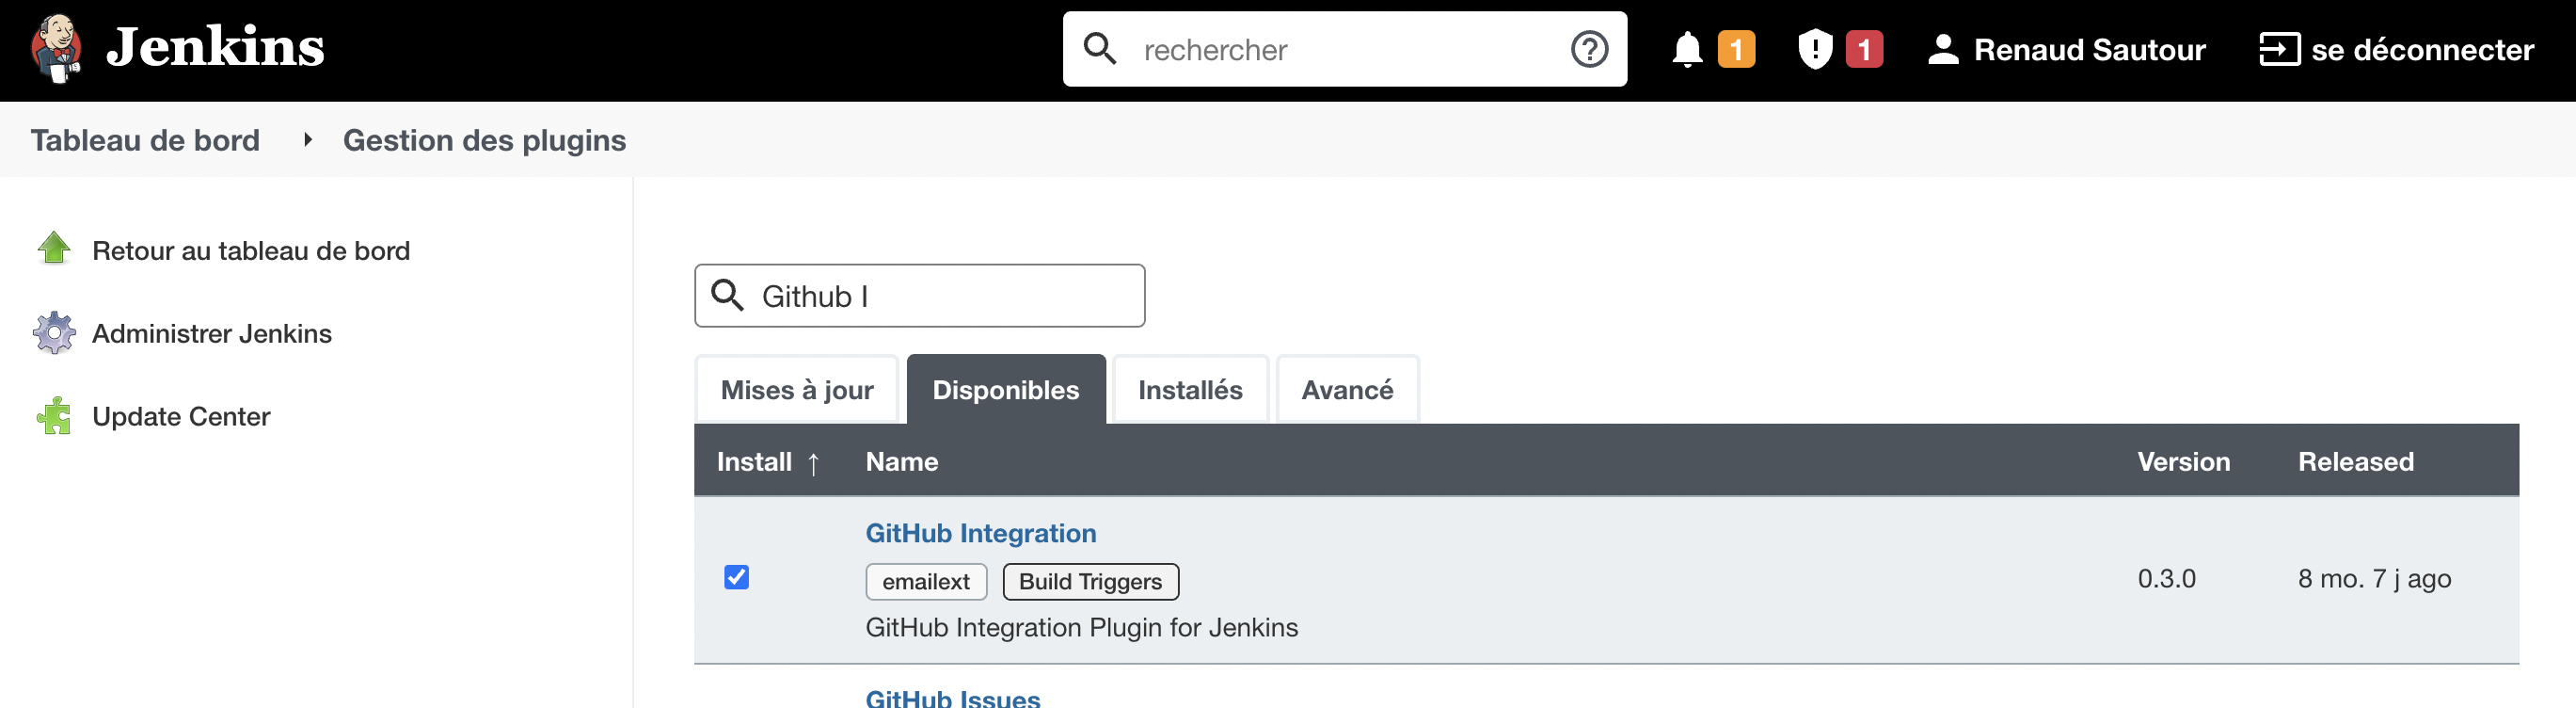 Jenkins
rechercher
1
1
Renaud Sautour
se déconnecter
Tableau de bord
Gestion des plugins
Retour au tableau de bord
Administrer Jenkins
Update Center
Github I
Mises à jour
Disponibles
Installés
Avancé
Install ↑
Name
Version
Released
GitHub Integration
emailext
Build Triggers
GitHub Integration Plugin for Jenkins
0.3.0
8 mo. 7 j ago
GitHub Issues